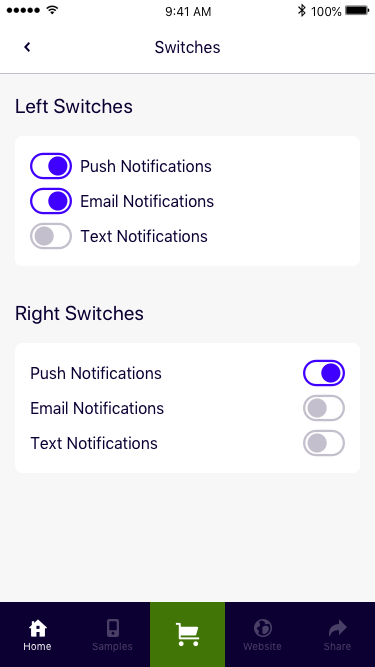 9:41 AM 100%
Switches
Left Switches
Push Notifications
Email Notifications
Text Notifications
Right Switches
Push Notifications
Email Notifications
Text Notifications
Home Samples Website Share